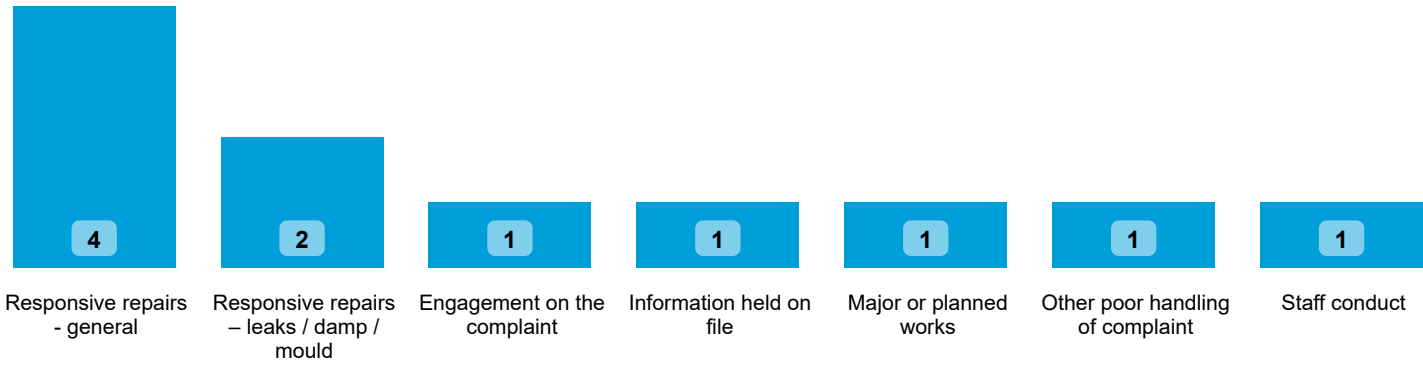 4
2
1
1
1
1
1
Responsive repairs
- general
Responsive repairs
– leaks / damp /
mould
Engagement on the
complaint
Information held on
file
Major or planned
works
Other poor handling
of complaint
Staff conduct